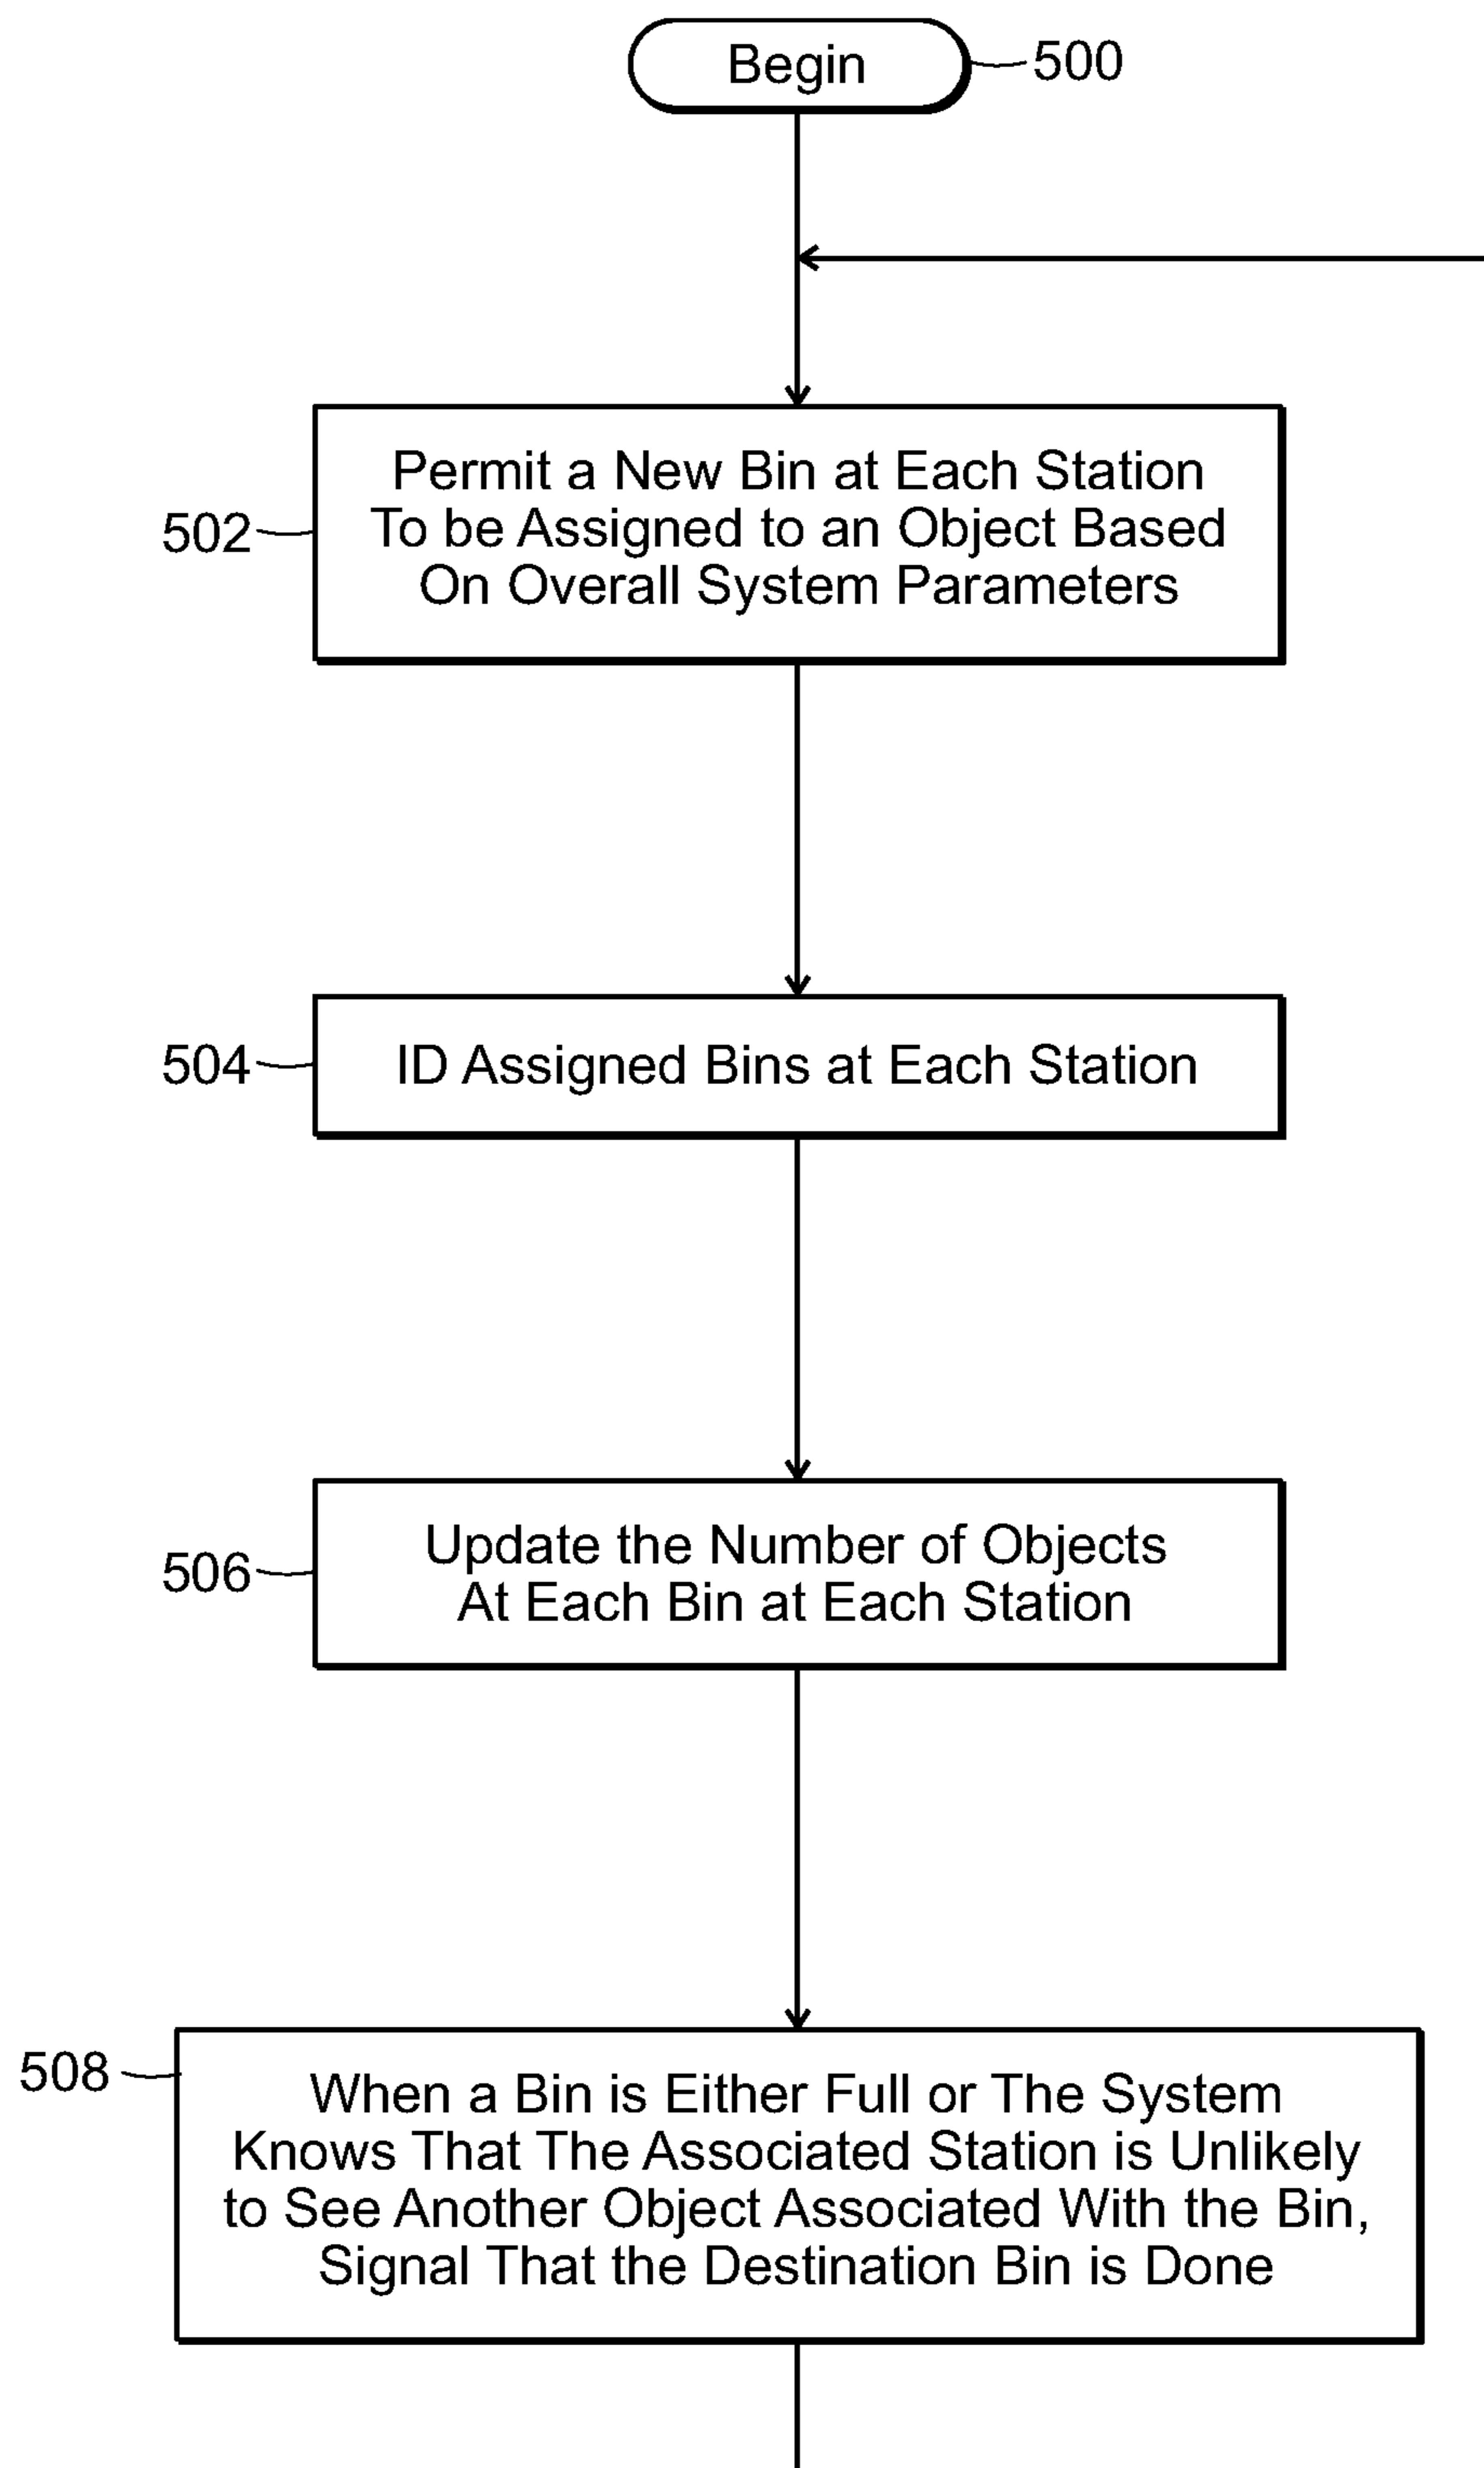 Begin
500
Permit a New Bin at Each Station
To be Assigned to an Object Based
On Overall System Parameters
502
ID Assigned Bins at Each Station
504
Update the Number of Objects
At Each Bin at Each Station
506
508
When a Bin is Either Full or The System
Knows That The Associated Station is Unlikely
to See Another Object Associated With the Bin,
Signal That the Destination Bin is Done